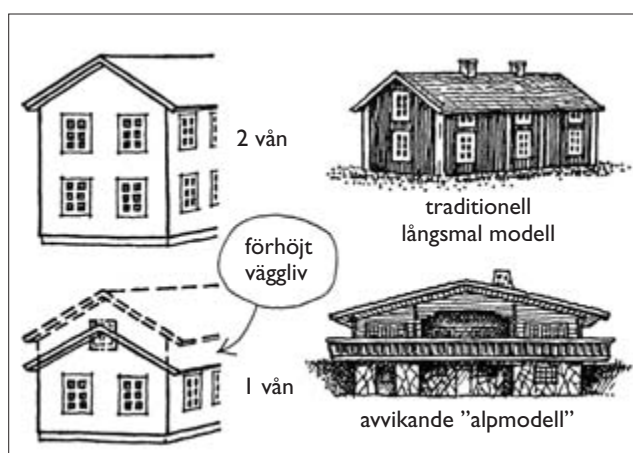 2 vån
traditionell
långsmal modell
förhöjt
väggliv
1 vån
avvikande ”alpmodell”